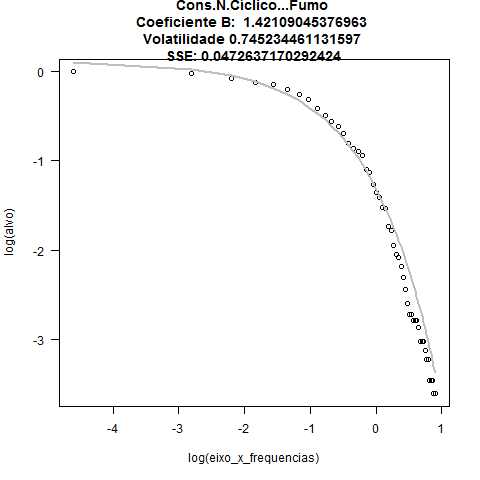 Cons.N.Ciclico...Fumo
Coeficiente B:  1.42109045376963
Volatilidade 0.745234461131597
SSE: 0.0472637170292424
0
-1
-2
-3
log(alvo)
-4
-3
-2
-1
0
1
log(eixo_x_frequencias)